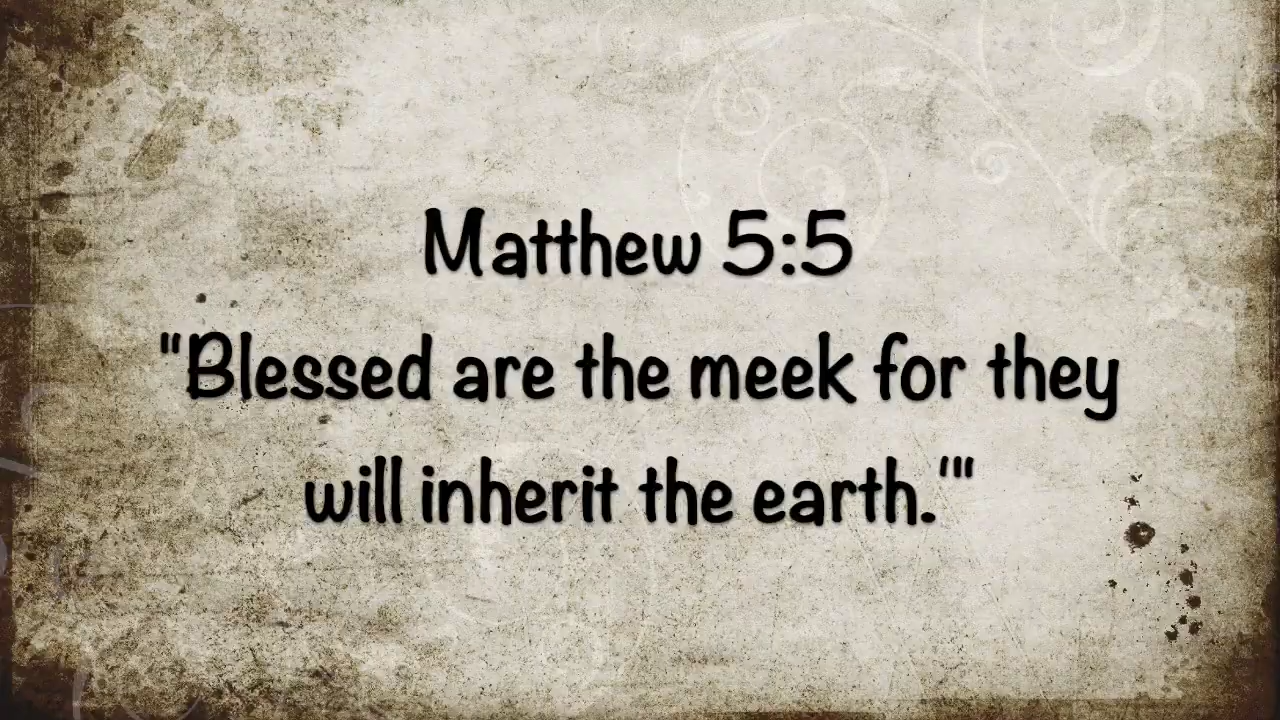 Matthew 5:5
"Blessed are the meek for they
will inherit the earth.'"